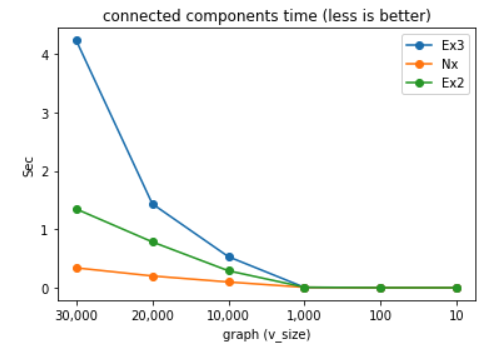 connected components time (less is better)
Ex3
Nx
Ex2
4
3
2
1
0
Sec
30,000 20,000 10,000 1,000 100 10
graph (v_size)